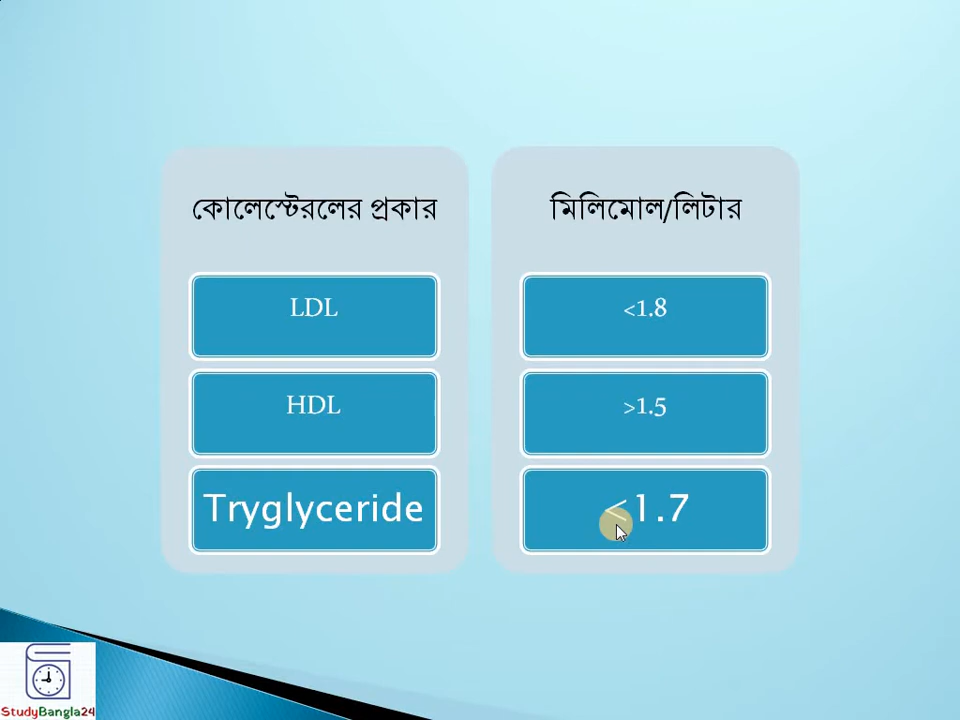 কোলেস্টেরলের প্রকার
মিলিমোল/লিটার
LDL
<1.8
HDL
>1.5
Tryglyceride
<1.7
StudyBangla24